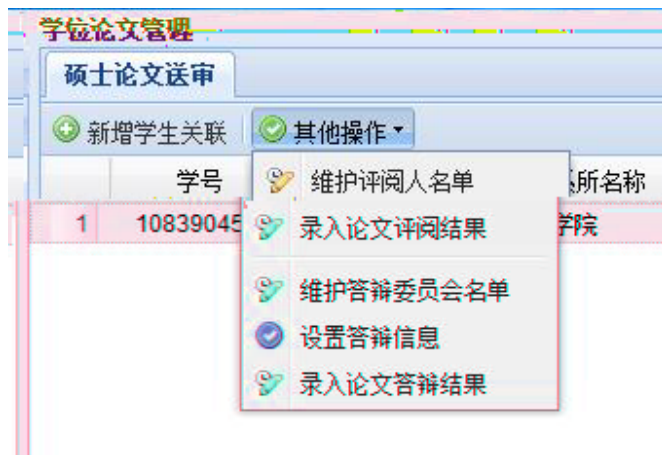 学位论文管理
硕士论文送审
新增学生关联 其他操作
学号 所名称
维护评阅人名单
1 10839045 学院
录入论文评阅结果
维护答辩委员会名单
设置答辩信息
录入论文答辩结果